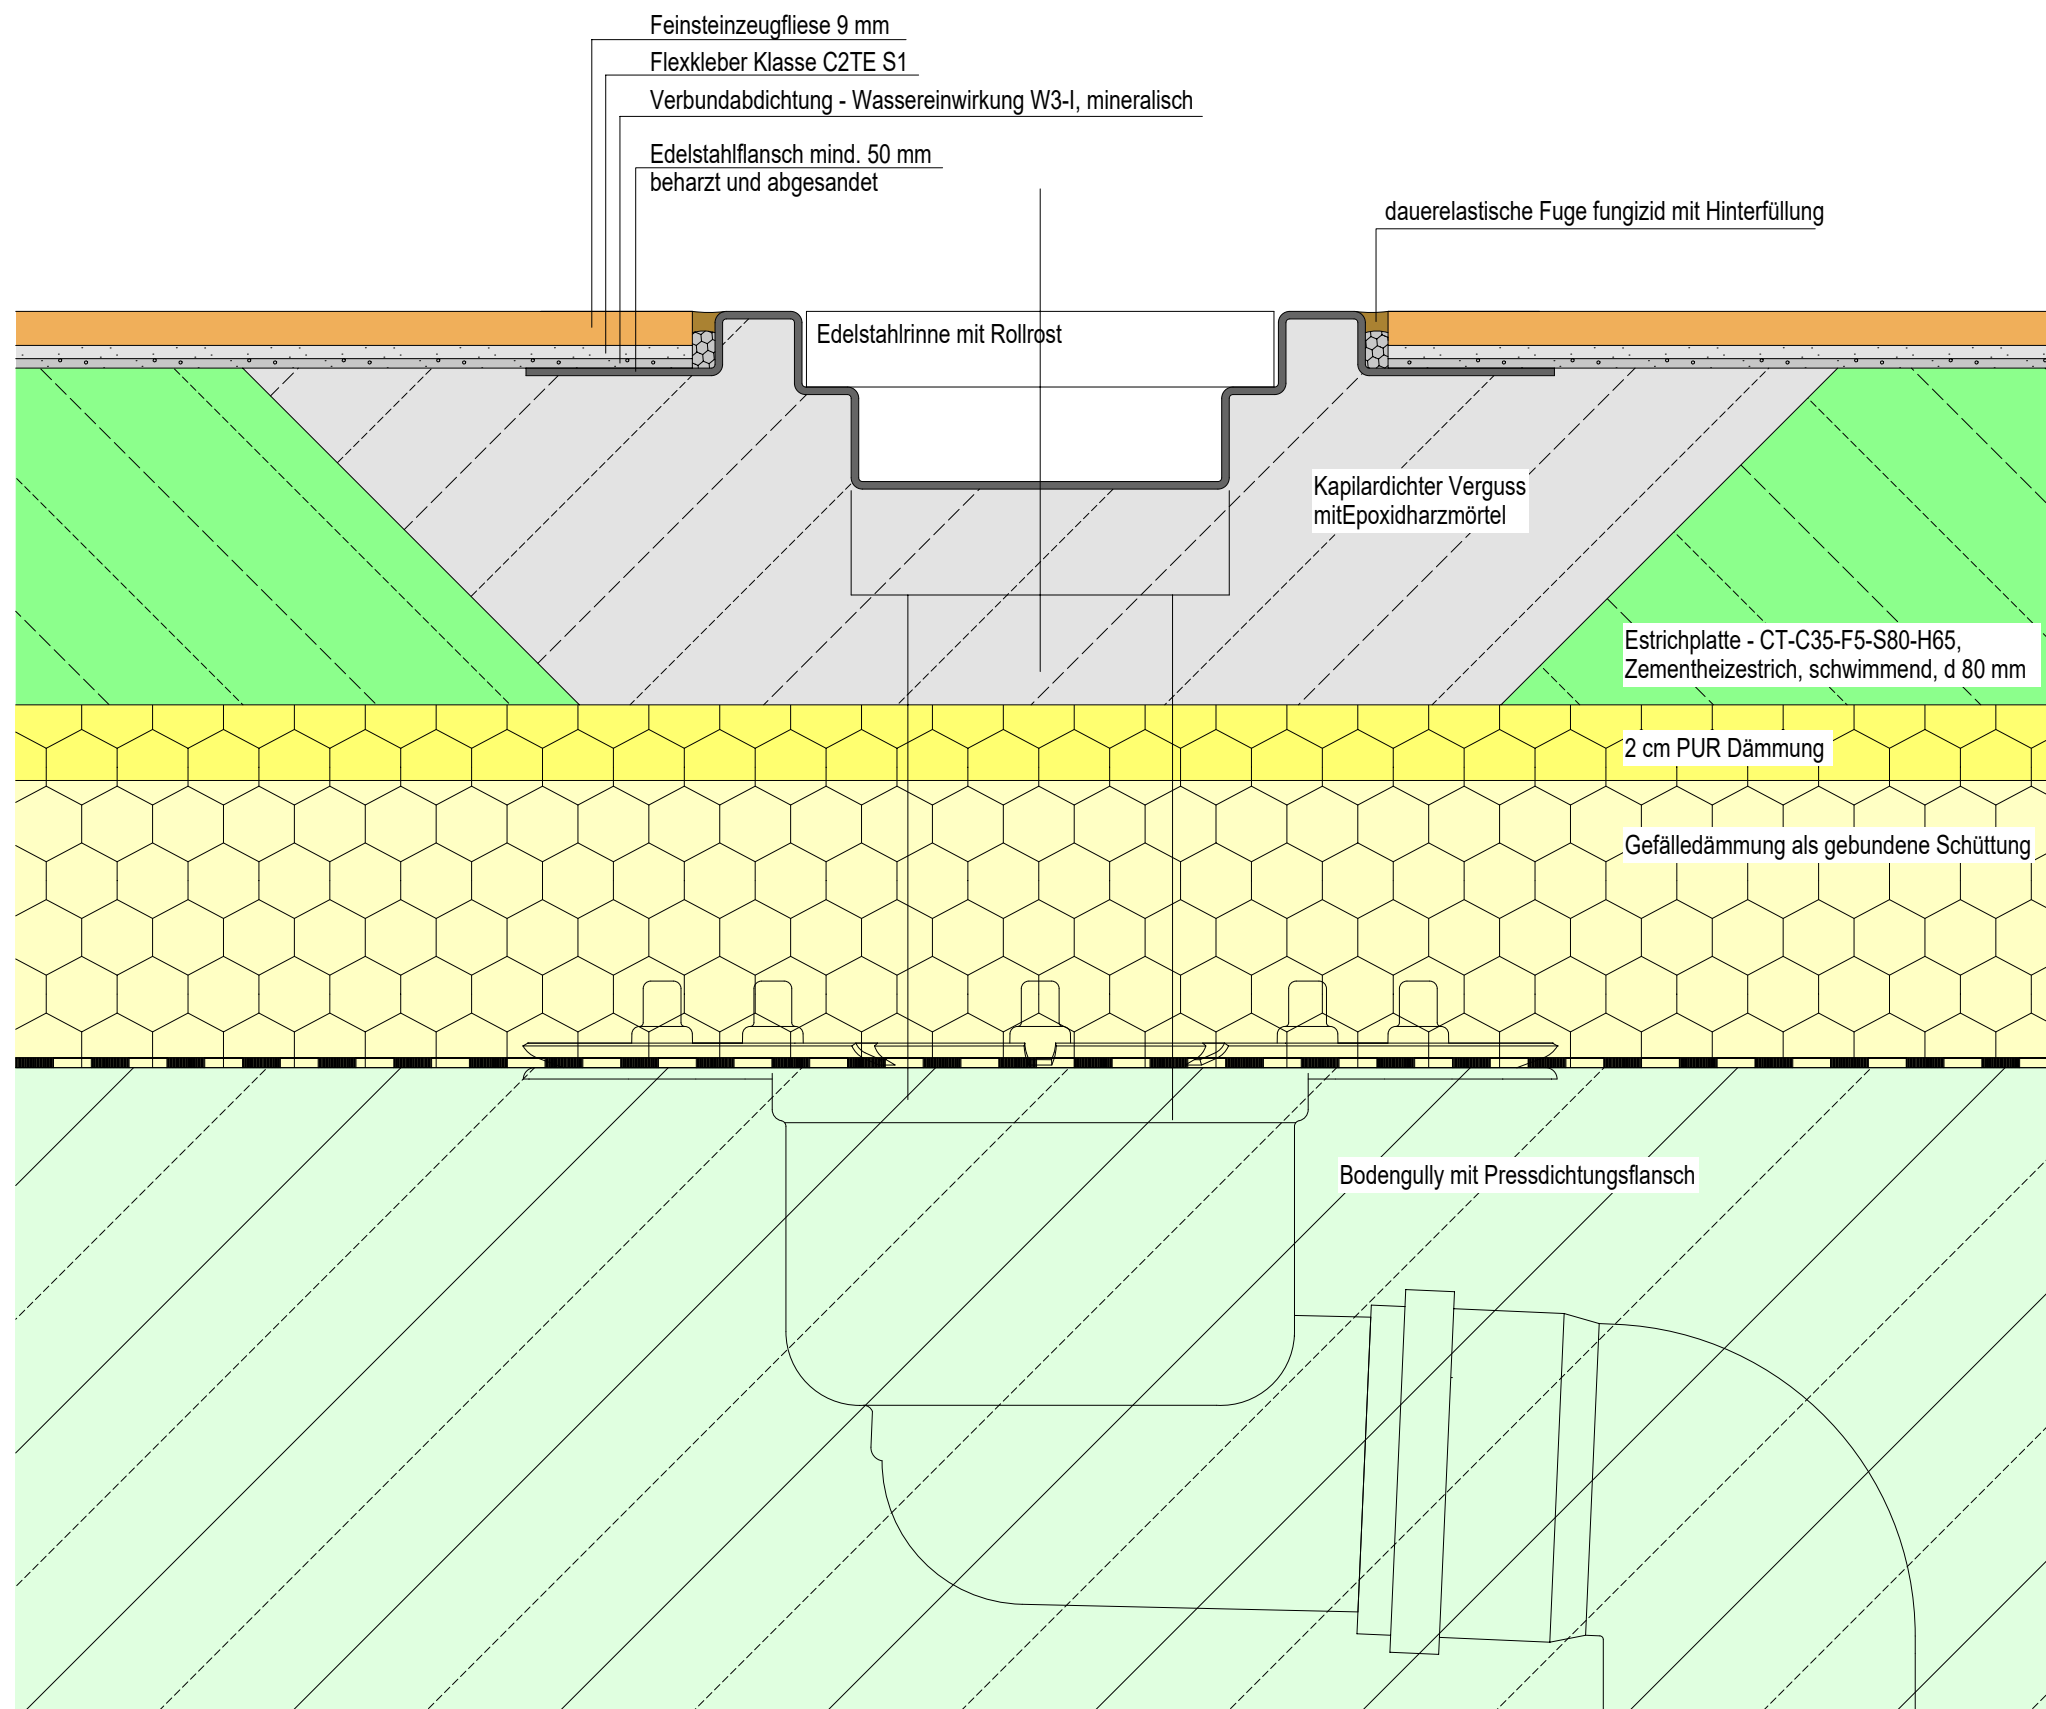 Feinsteinzeugfliese 9 mm
Flexkleber Klasse C2TE S1
Verbundabdichtung - Wassereinwirkung W3-I, mineralisch
Edelstahlflansch mind. 50 mm
beharzt und abgesandet
dauerelastische Fuge fungizid mit Hinterfüllung
Edelstahlrinne mit Rollrost
Kapilardichter Verguss
mitEpoxidharzmörtel
Estrichplatte - CT-C35-F5-S80-H65,
Zementheizestrich, schwimmend, d 80 mm
2 cm PUR Dämmung
Gefälledämmung als gebundene Schüttung
Bodengully mit Pressdichtungsflansch